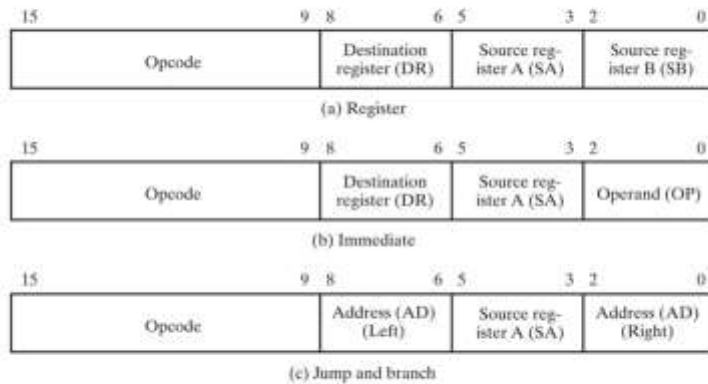 15 9 8 6 5 3 2 0
Opcode
Destination
register (DR)
Source reg-
ister A (SA)
Source reg-
ister B (SB)
(a) Register
15 9 8 6 5 3 2 0
Opcode
Destination
register (DR)
Source reg-
ister A (SA)
Operand (OP)
(b) Immediate
15 9 8 6 5 3 2 0
Opcode
Address (AD)
(Left)
Source reg-
ister A (SA)
Address (AD)
(Right)
(c) Jump and branch